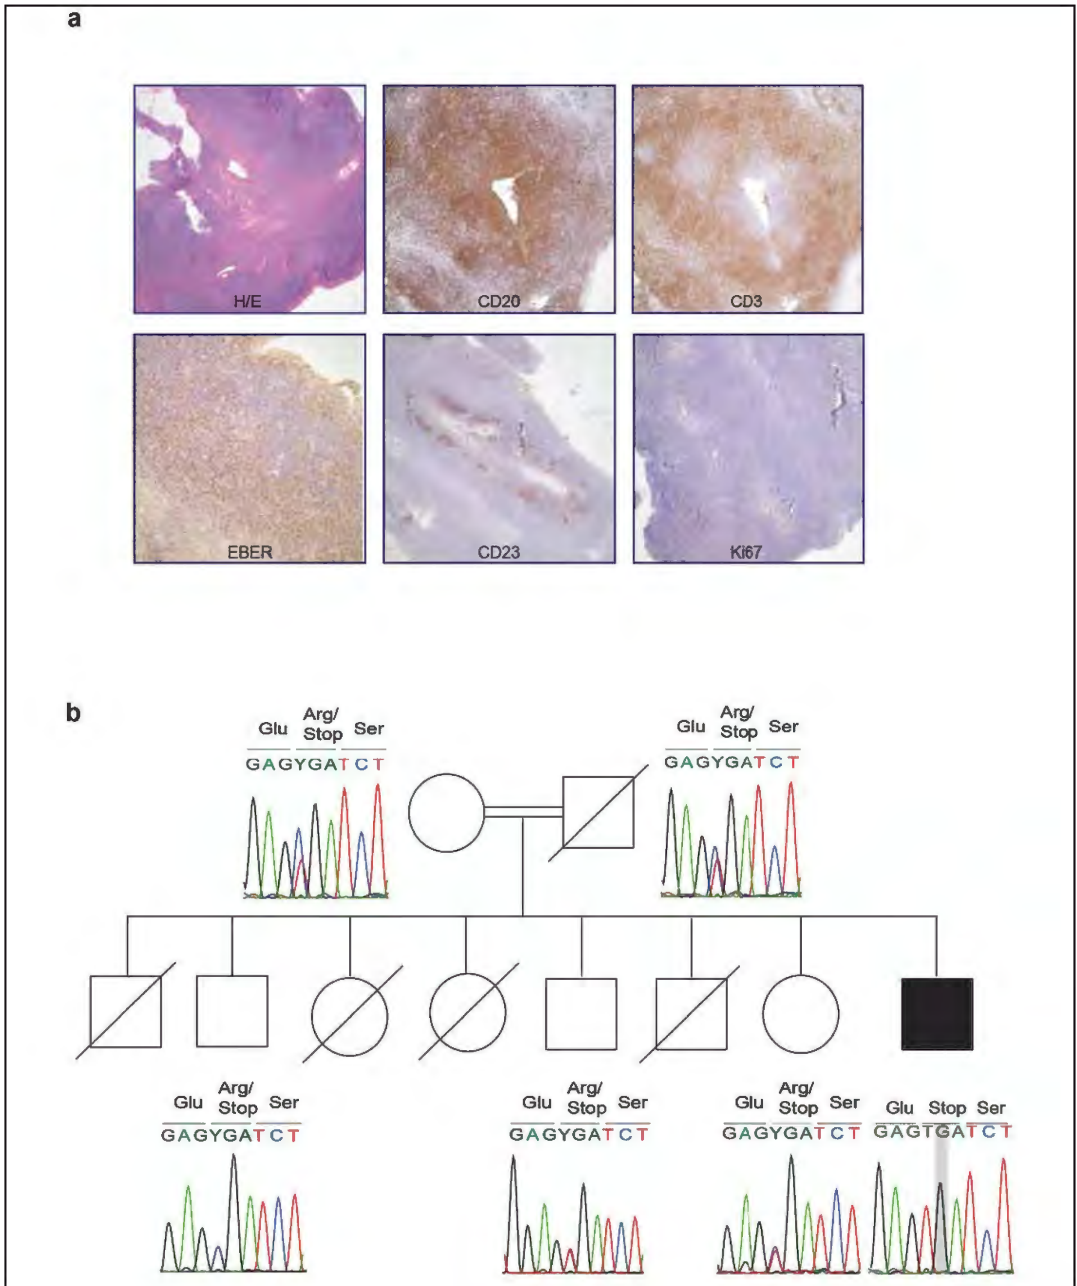 a
H/E
CD20
CD3
EBER
CD23
Ki67
b
Glu Arg/ Stop Ser
GAGYGATCT
Glu Arg/ Stop Ser
GAGYGATCT
Glu Arg/ Stop Ser
GAGYGATCT
Glu Arg/ Stop Ser
GAGYGATCT
Glu Arg/ Stop Ser
GAGYGATCT
Glu Stop Ser
GAGTGATCT